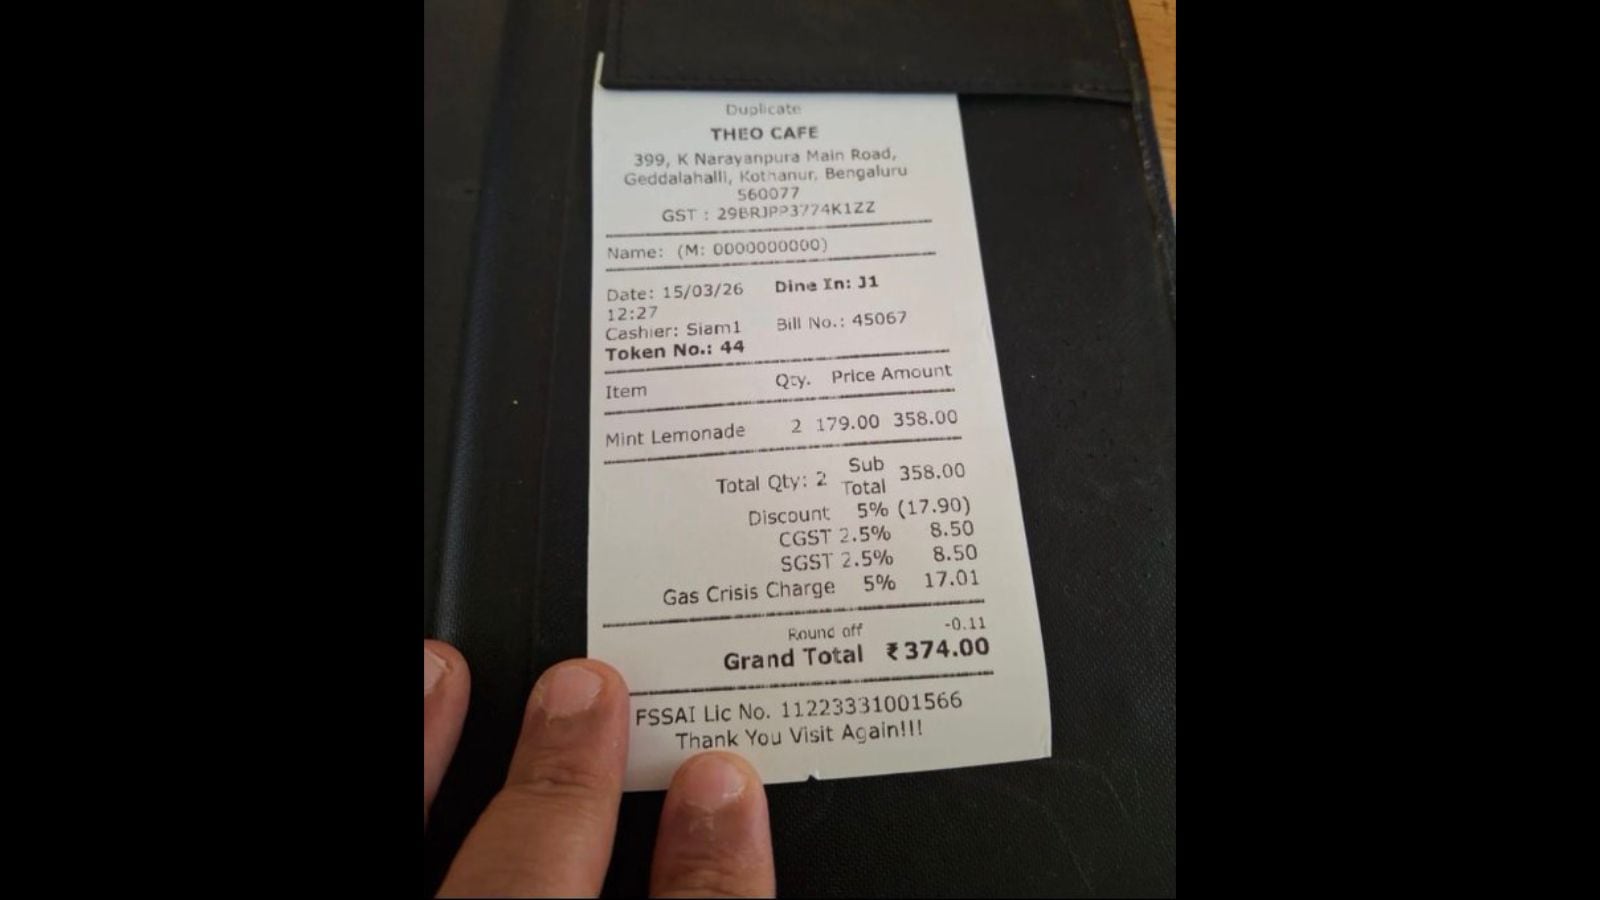 Duplicate
THEO CAFE
399, K Narayanpura Main Road,
Geddalahalli, Kothanur, Bengaluru
560077
GST : 29BRJPP3774K1ZZ
Name: (M: 0000000000)
Date: 15/03/26 Dine In: J1
12:27
Cashier: Siam1 Bill No.: 45067
Token No.: 44
Item Qty. Price Amount
Mint Lemonade 2 179.00 358.00
Total Qty: 2 Sub Total 358.00
Discount 5% (17.90)
CGST 2.5% 8.50
SGST 2.5% 8.50
Gas Crisis Charge 5% 17.01
Round off -0.11
Grand Total ₹374.00
FSSAI Lic No. 11223331001566
Thank You Visit Again!!!